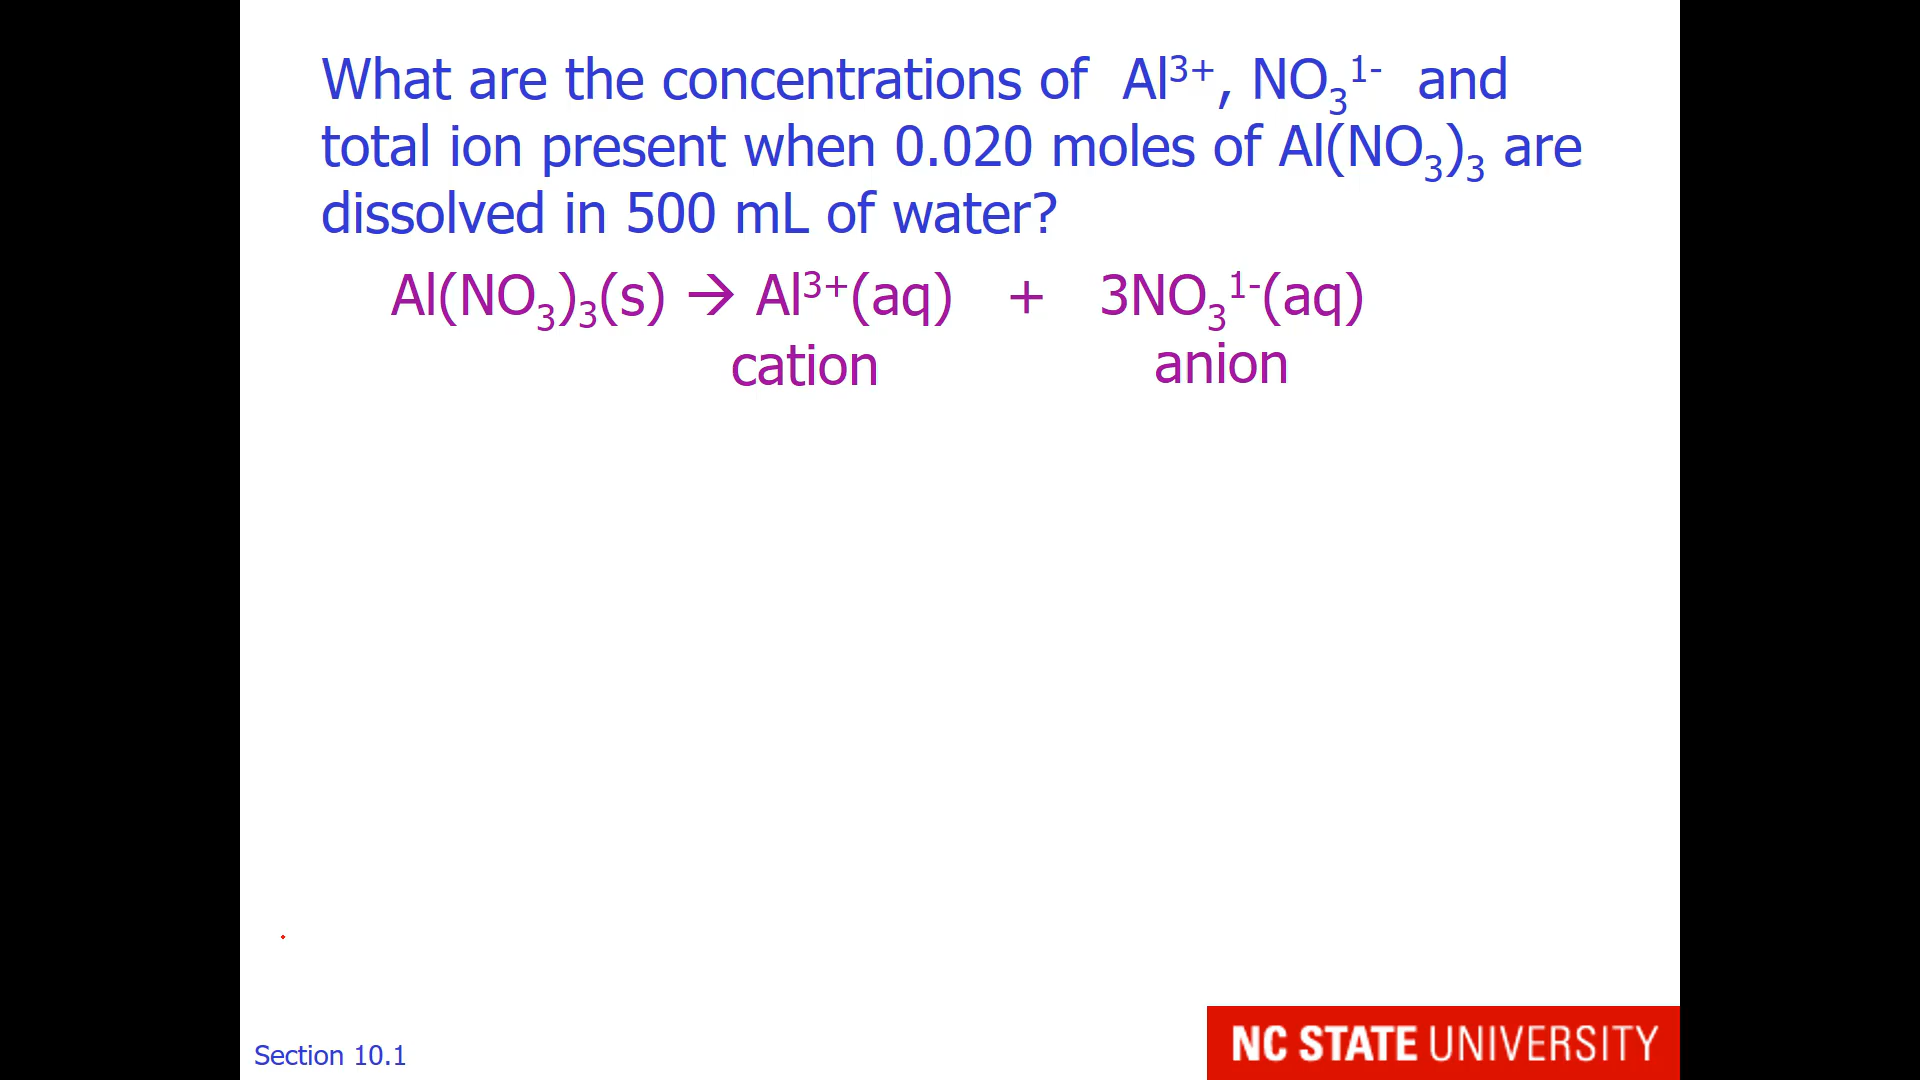 What are the concentrations of Al³⁺, NO₃¹⁻ and
total ion present when 0.020 moles of Al(NO₃)₃ are
dissolved in 500 mL of water?
Al(NO₃)₃(s) → Al³⁺(aq) + 3NO₃¹⁻(aq)
cation anion
Section 10.1
NC STATE UNIVERSITY